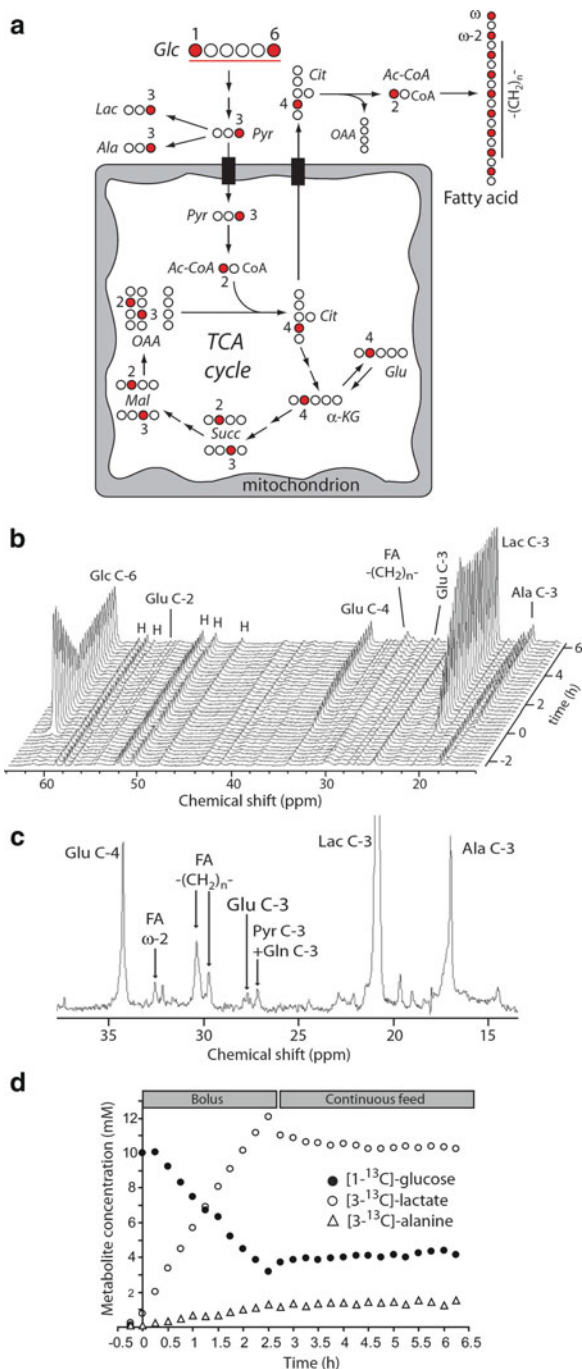 a
1 6
Glc
3
Lac
3
Ala
3
Pyr
Cit
4
OAA
Ac-CoA
2
CoA
ω
ω-2
-(CH2)n-
Fatty acid
Pyr
3
Ac-CoA
CoA
2
2
3
OAA
TCA
cycle
Cit
4
4
Glu
2
Mal
3
2
Succ
3
4
α-KG
mitochondrion
b
Glc C-6
Glu C-2
H H H H H
Glu C-4
FA
-(CH2)n-
Glu C-3
Lac C-3
Ala C-3
6
4
2
0
-2
time (h)
60 50 40 30 20
Chemical shift (ppm)
c
Glu C-4
FA
ω-2
FA
-(CH2)n-
Glu C-3
Pyr C-3
+Gln C-3
Lac C-3
Ala C-3
35 30 25 20 15
Chemical shift (ppm)
d
Bolus Continuous feed
Metabolite concentration (mM)
12
10
8
6
4
2
[1-13C]-glucose
[3-13C]-lactate
[3-13C]-alanine
-0.5 0 0.5 1.0 1.5 2.0 2.5 3.0 3.5 4.0 4.5 5.0 5.5 6.0 6.5
Time (h)